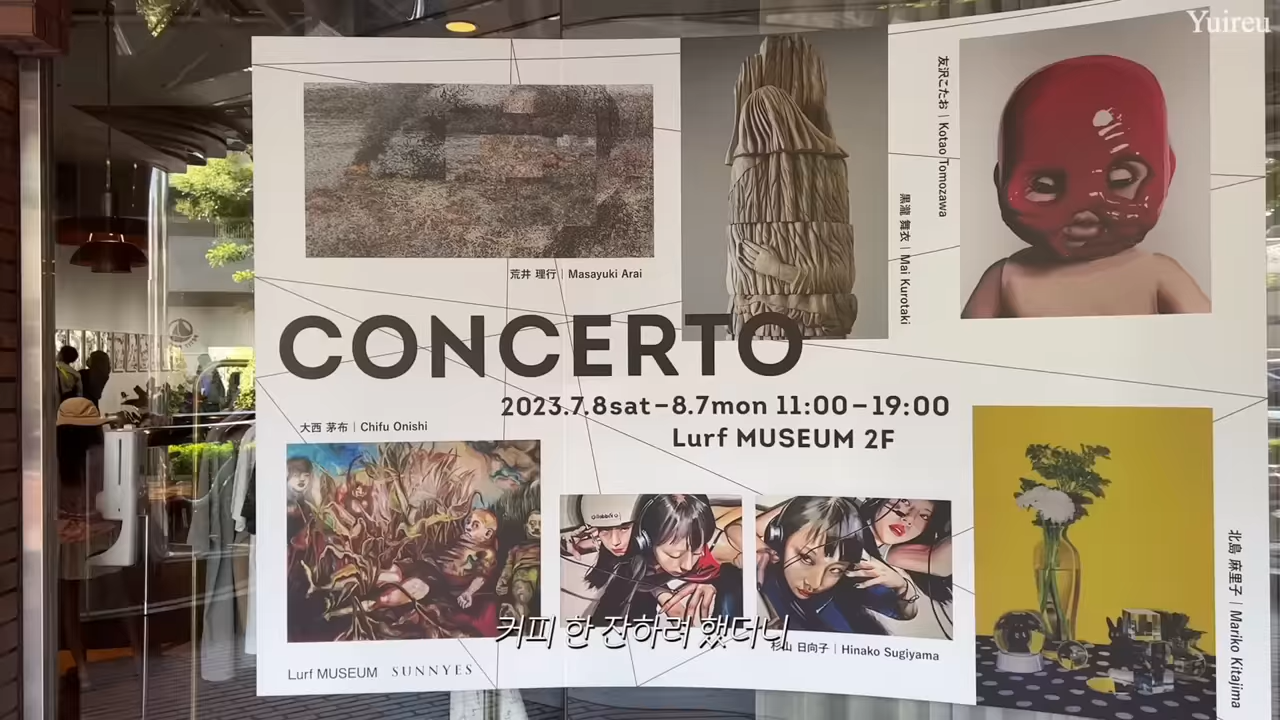 Yuireu
荒井 理行 | Masayuki Arai
友沢こたお | Kotao Tomozawa
黒瀧 舞衣 | Mai Kurotaki
CONCERTO
2023.7.8sat–8.7mon 11:00–19:00
Lurf MUSEUM 2F
大西 茅布 | Chifu Onishi
커피 한 잔하려 했다니
杉山 日向子 | Hinako Sugiyama
北島 麻里子 | Mariko Kitajima
Lurf MUSEUM SUNNYES